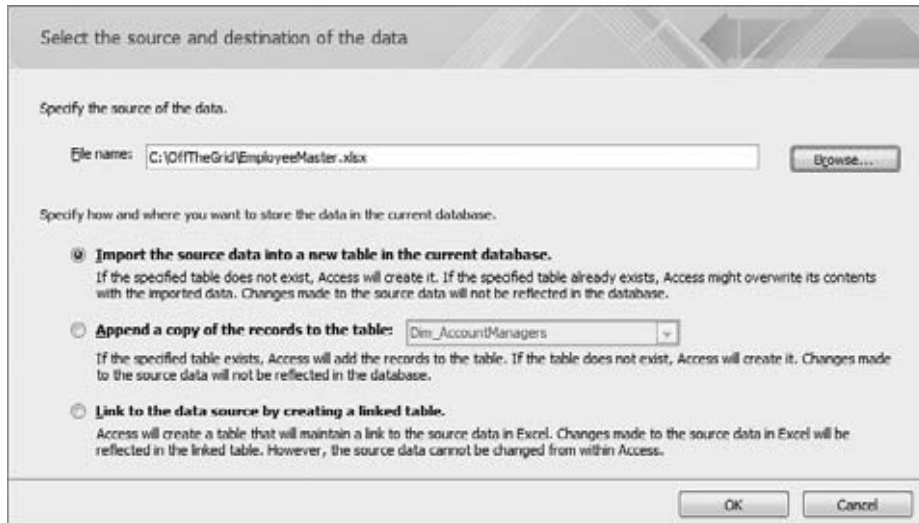 Select the source and destination of the data
Specify the source of the data.
File name: C:\OffTheGrid\EmployeeMaster.xlsx Browse...
Specify how and where you want to store the data in the current database.
Import the source data into a new table in the current database.
If the specified table does not exist, Access will create it. If the specified table already exists, Access might overwrite its contents
with the imported data. Changes made to the source data will not be reflected in the database.
Append a copy of the records to the table: Dim_AccountManagers
If the specified table exists, Access will add the records to the table. If the table does not exist, Access will create it. Changes made
to the source data will not be reflected in the database.
Link to the data source by creating a linked table.
Access will create a table that will maintain a link to the source data in Excel. Changes made to the source data in Excel will be
reflected in the linked table. However, the source data cannot be changed from within Access.
OK Cancel